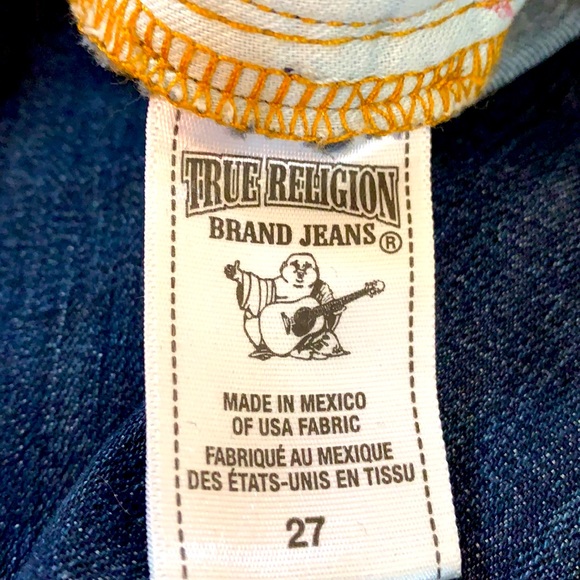 TRUE RELIGION
BRAND JEANS®
MADE IN MEXICO
OF USA FABRIC
FABRIQUÉ AU MEXIQUE
DES ÉTATS-UNIS EN TISSU
27